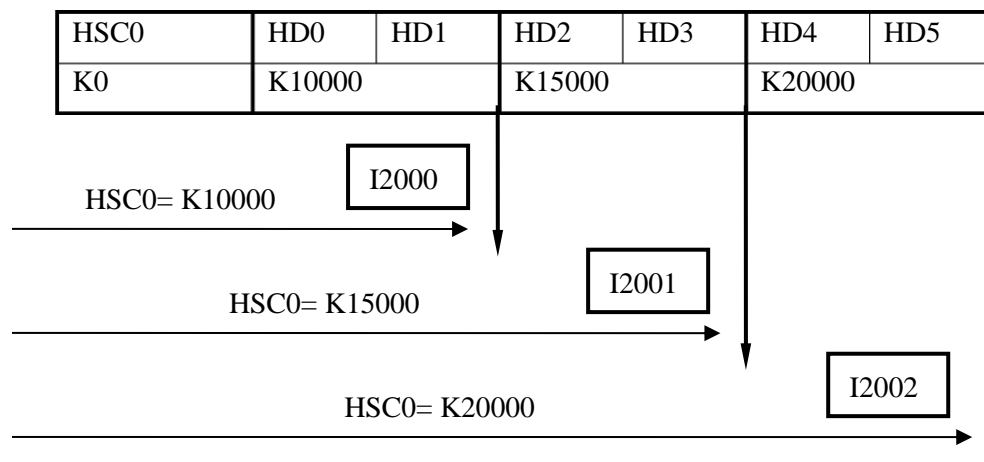 HSC0 HD0 HD1 HD2 HD3 HD4 HD5
K0 K10000 K15000 K20000
I2000
HSC0= K10000
I2001
HSC0= K15000
I2002
HSC0= K20000